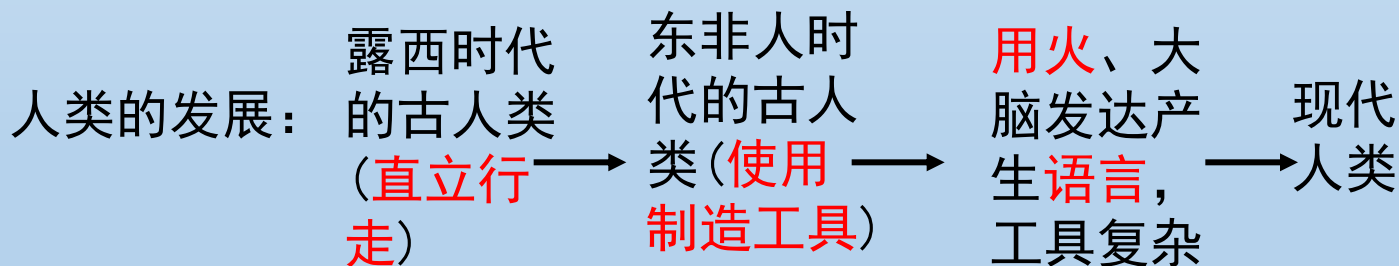 人类的发展：
露西时代
的古人类
(直立行
走)
东非人时
代的古人
类(使用
制造工具)
用火、大
脑发达产
生语言，
工具复杂
现代
人类